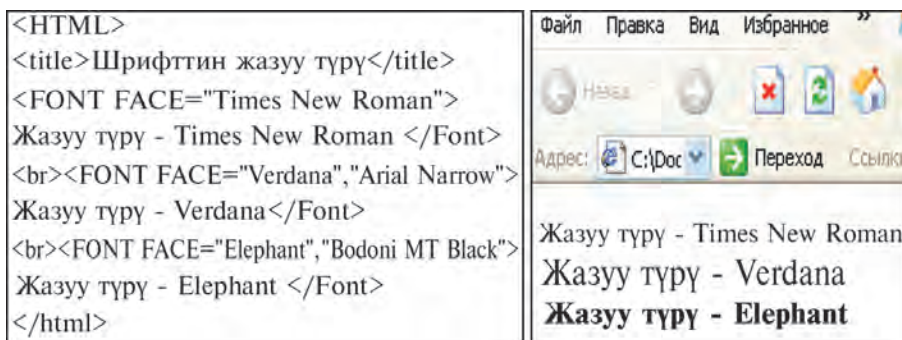 <HTML>
<title>Шрифттин жазуу түрү</title>
<FONT FACE="Times New Roman">
Жазуу түрү - Times New Roman </Font>
<br><FONT FACE="Verdana","Arial Narrow">
Жазуу түрү - Verdana</Font>
<br><FONT FACE="Elephant","Bodoni MT Black">
Жазуу түрү - Elephant </Font>
</html>
Файл Правка Вид Избранное »
Назад
Адрес: C:\Doc Переход Ссылки
Жазуу түрү - Times New Roman
Жазуу түрү - Verdana
Жазуу түрү - Elephant